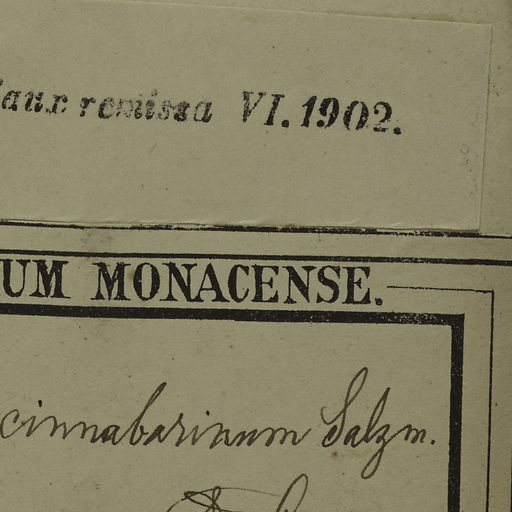 aux remissa VI. 1902.
UM MONACENSE.
cinnabarinum Salzm.